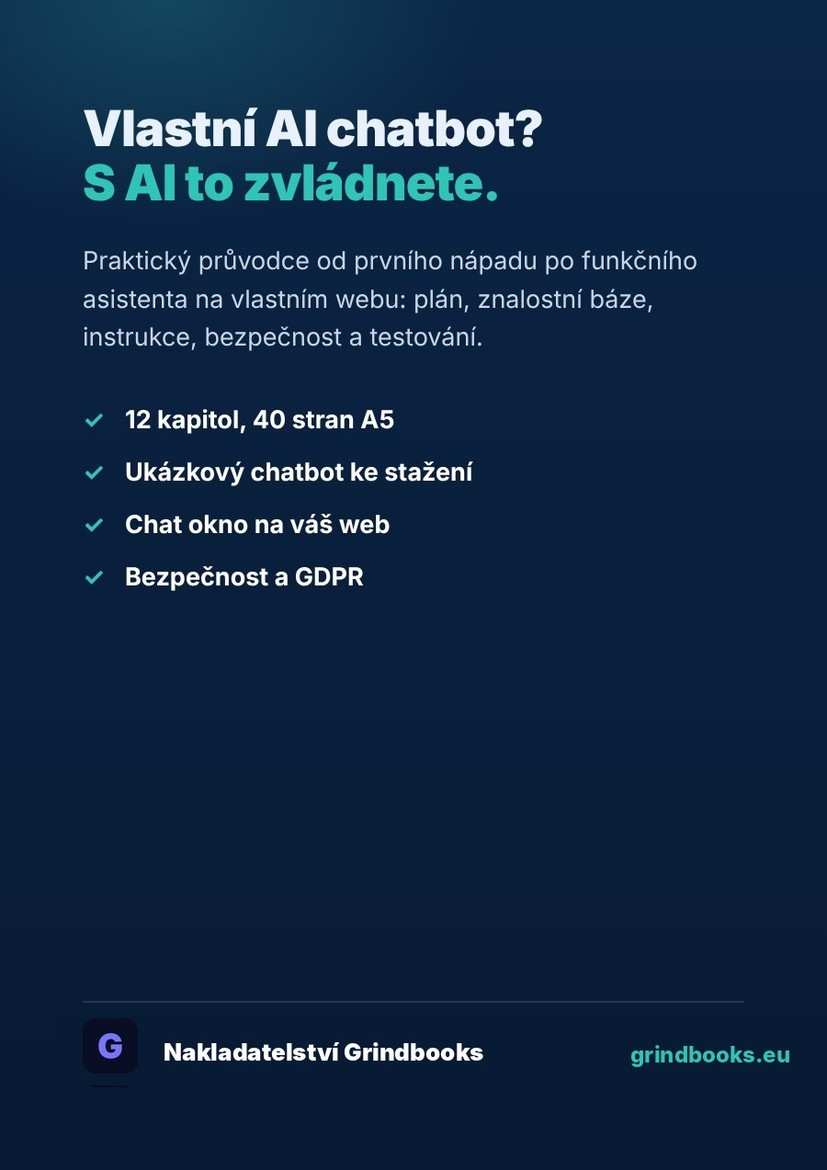 Vlastní AI chatbot?
S AI to zvládnete.
Praktický průvodce od prvního nápadu po funkčního
asistenta na vlastním webu: plán, znalostní báze,
instrukce, bezpečnost a testování.
✓ 12 kapitol, 40 stran A5
✓ Ukázkový chatbot ke stažení
✓ Chat okno na váš web
✓ Bezpečnost a GDPR
G Nakladatelství Grindbooks grindbooks.eu